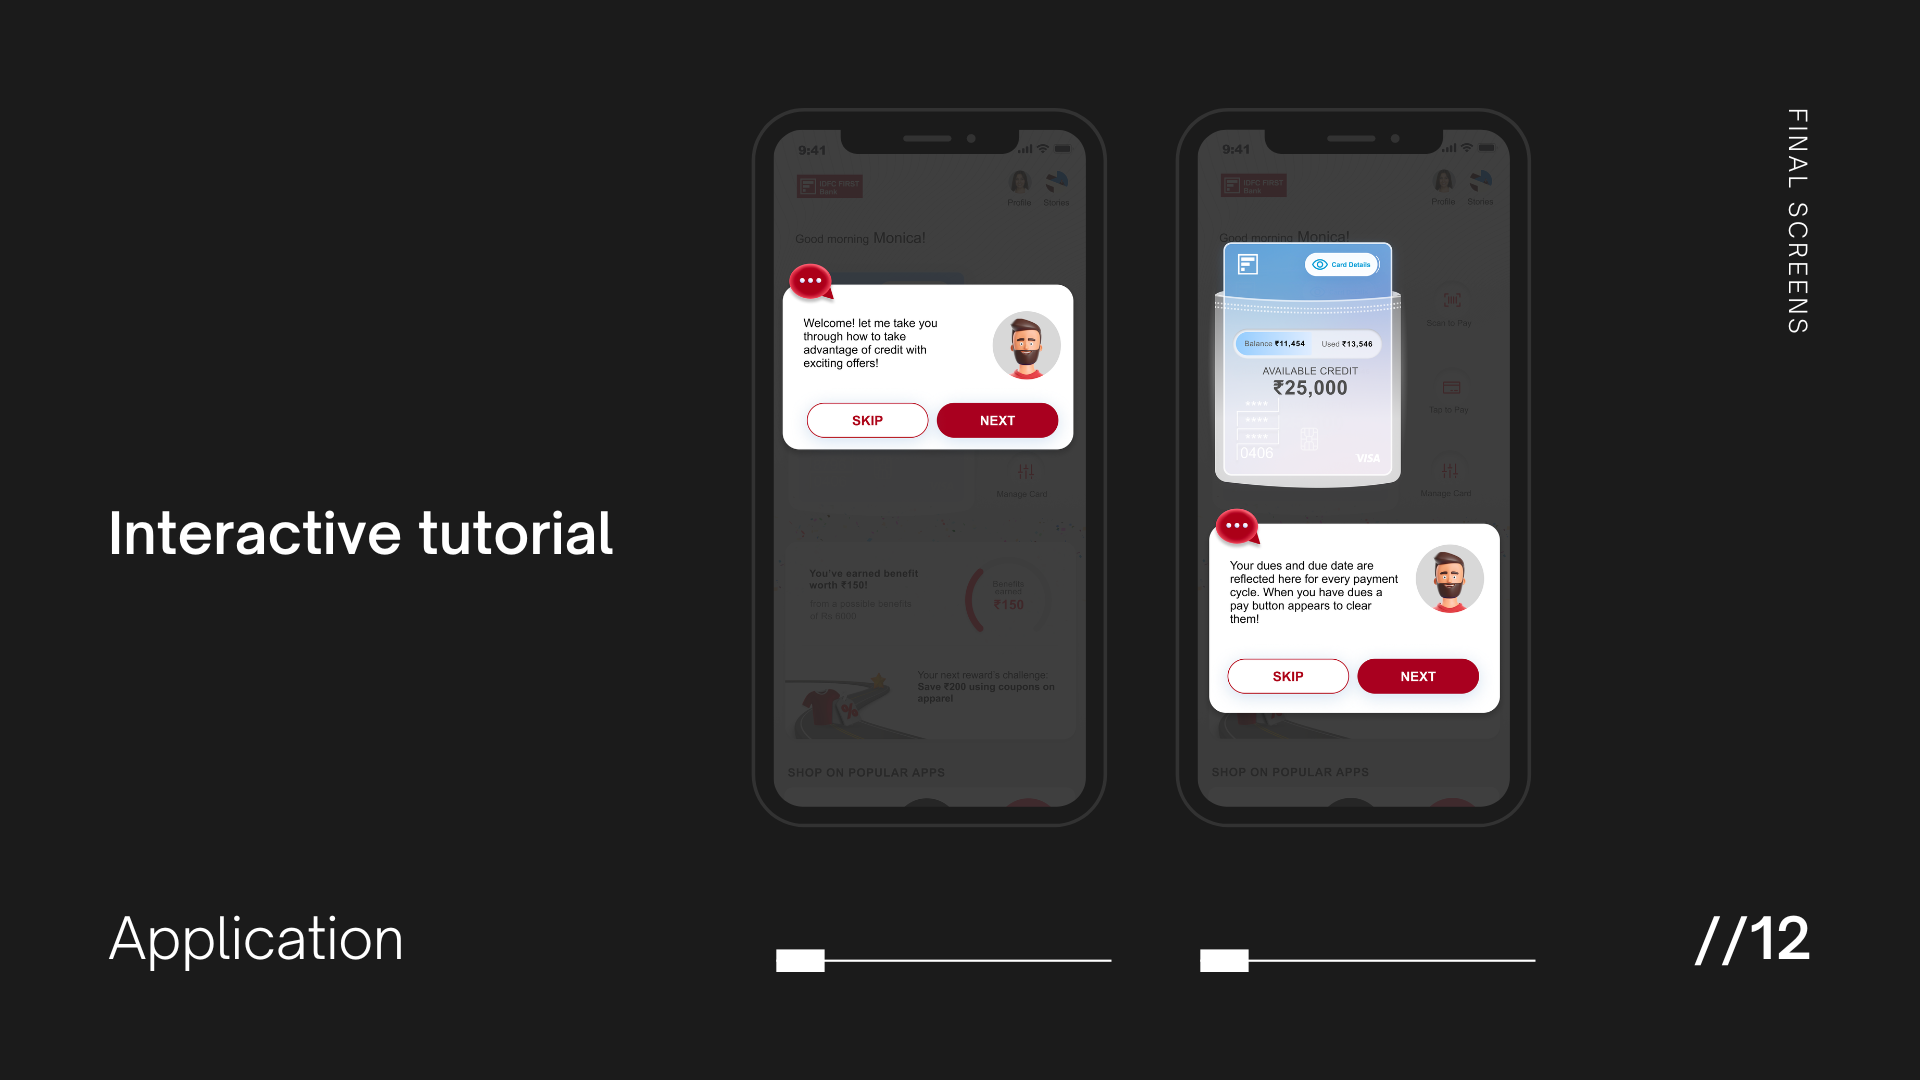 FINAL SCREENS
Interactive tutorial
9:41
IDFC FIRST
Bank
Profile
Stories
Good morning Monica!
Welcome! let me take you
through how to take
advantage of credit with
exciting offers!
SKIP
NEXT
Manage Card
You've earned benefit
worth ₹150!
from a possible benefits
of Rs 6000
Benefits
earned
₹150
Your next reward's challenge:
Save ₹200 using coupons on
apparel
SHOP ON POPULAR APPS
9:41
IDFC FIRST
Bank
Profile
Stories
Good morning Monica!
Card Details
Scan to Pay
Balance ₹11,454
Used ₹13,546
AVAILABLE CREDIT
₹25,000
****
****
****
0406
VISA
Tap to Pay
Manage Card
Your dues and due date are
reflected here for every payment
cycle. When you have dues a
pay button appears to clear
them!
SKIP
NEXT
SHOP ON POPULAR APPS
Application
//12